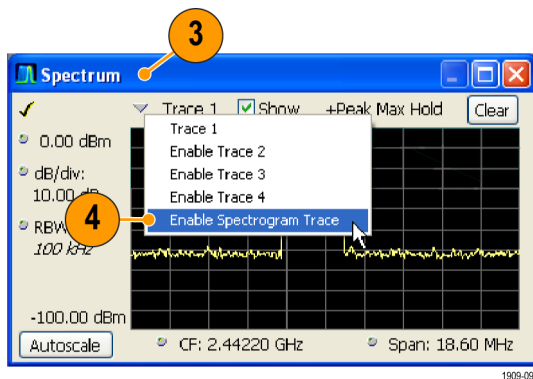 3
Spectrum
Trace 1 Show +Peak Max Hold Clear
Trace 1
Enable Trace 2
Enable Trace 3
Enable Trace 4
Enable Spectrogram Trace
0.00 dBm
dB/div:
10.00
4
100 kHz
-100.00 dBm
Autoscale CF: 2.44220 GHz Span: 18.60 MHz
1909-09